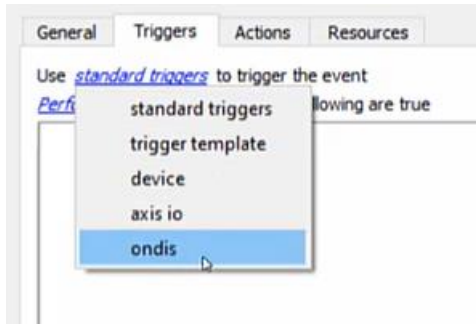 General Triggers Actions Resources
Use standard triggers to trigger the event
Perfo llowing are true
standard triggers
trigger template
device
axis io
ondis